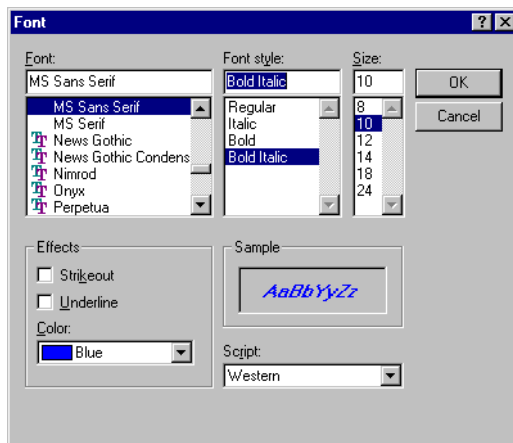 Font
Font:
MS Sans Serif
MS Sans Serif
MS Serif
News Gothic
News Gothic Condens
Nimrod
Onyx
Perpetua
Font style:
Bold Italic
Regular
Italic
Bold
Bold Italic
Size:
10
8
10
12
14
18
24
OK
Cancel
Effects
Strikeout
Underline
Color:
Blue
Sample
AaBbYyZz
Script:
Western